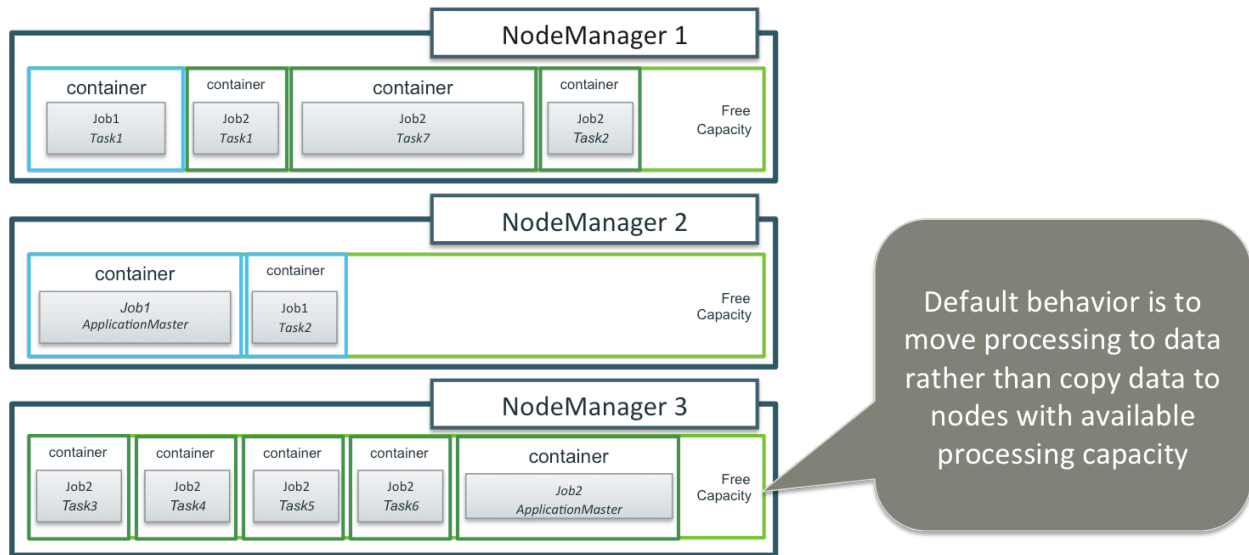 NodeManager 1
container
Job1
Task1
container
Job2
Task1
container
Job2
Task7
container
Job2
Task2
Free
Capacity
NodeManager 2
container
Job1
ApplicationMaster
container
Job1
Task2
Free
Capacity
NodeManager 3
container
Job2
Task3
container
Job2
Task4
container
Job2
Task5
container
Job2
Task6
container
Job2
ApplicationMaster
Free
Capacity
Default behavior is to
move processing to data
rather than copy data to
nodes with available
processing capacity